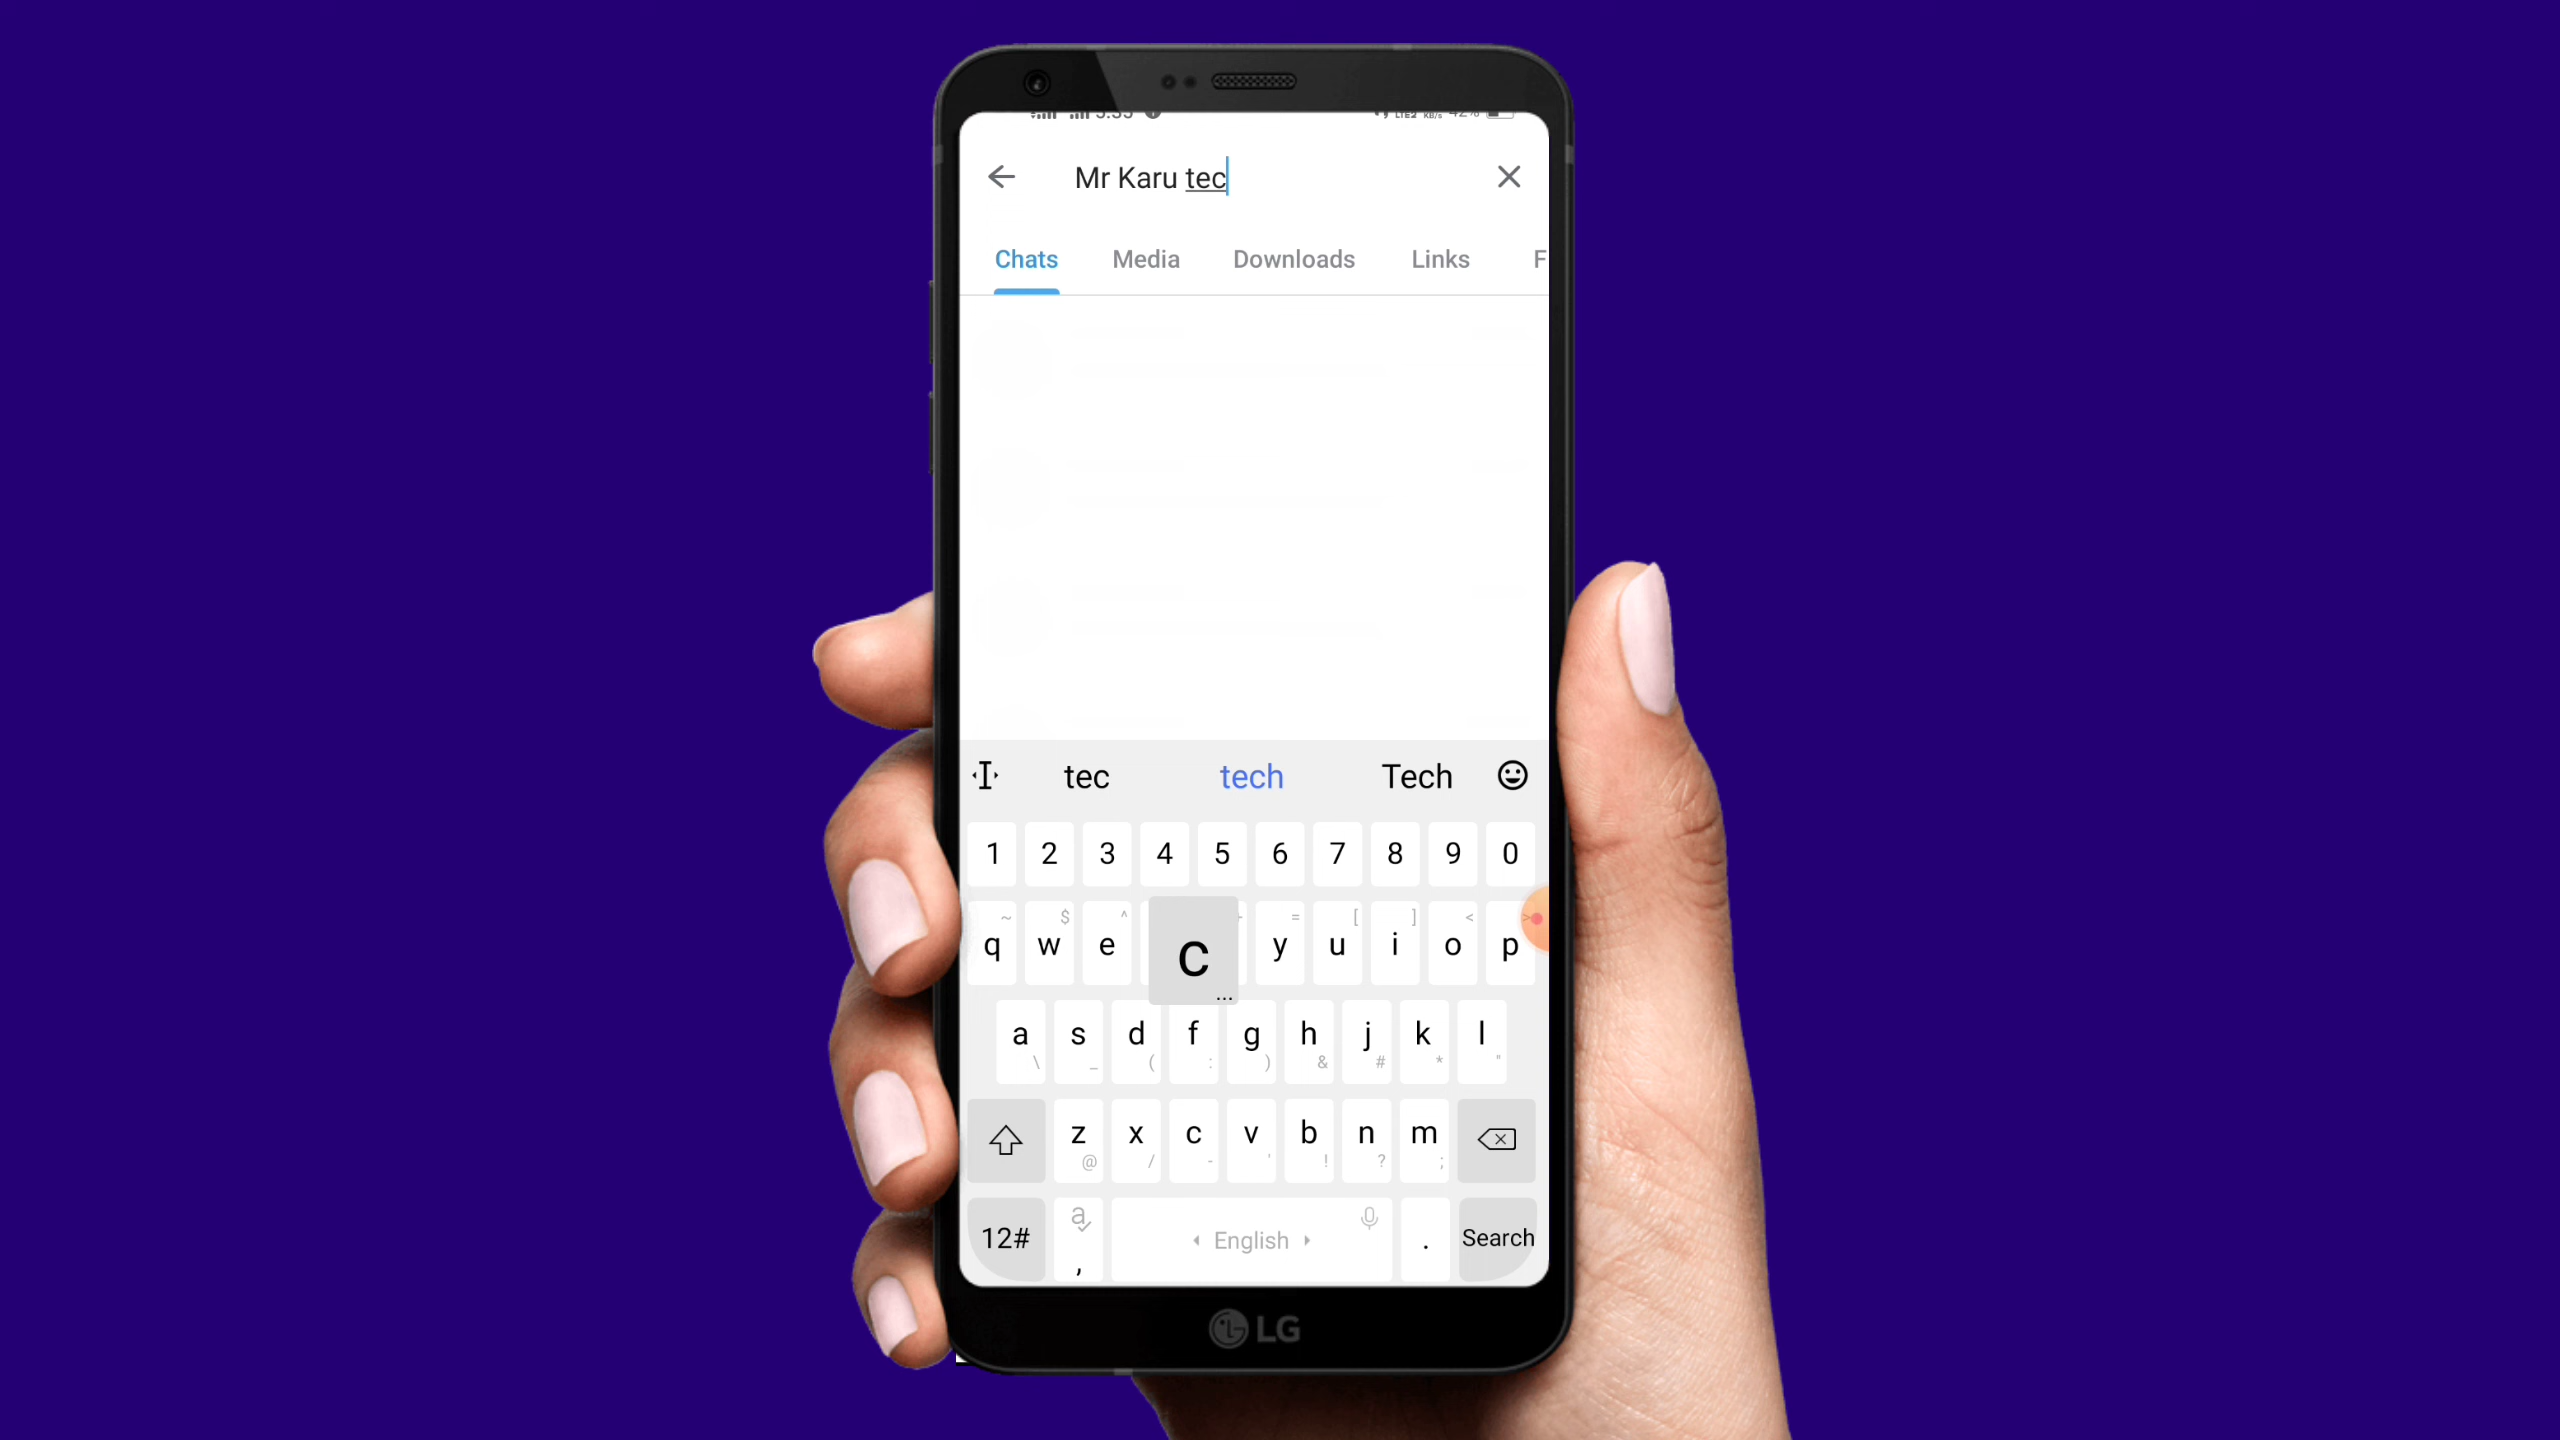 Mr Karu tec
Chats Media Downloads Links F
tec tech Tech
1 2 3 4 5 6 7 8 9 0
~ $ ^ = [ ] <
q w e c y u i o p
...
a s d f g h j k l
\ _ ( : ) & # * "
z x c v b n m
@ / - ' ! ? ;
12# a , English . Search
LG